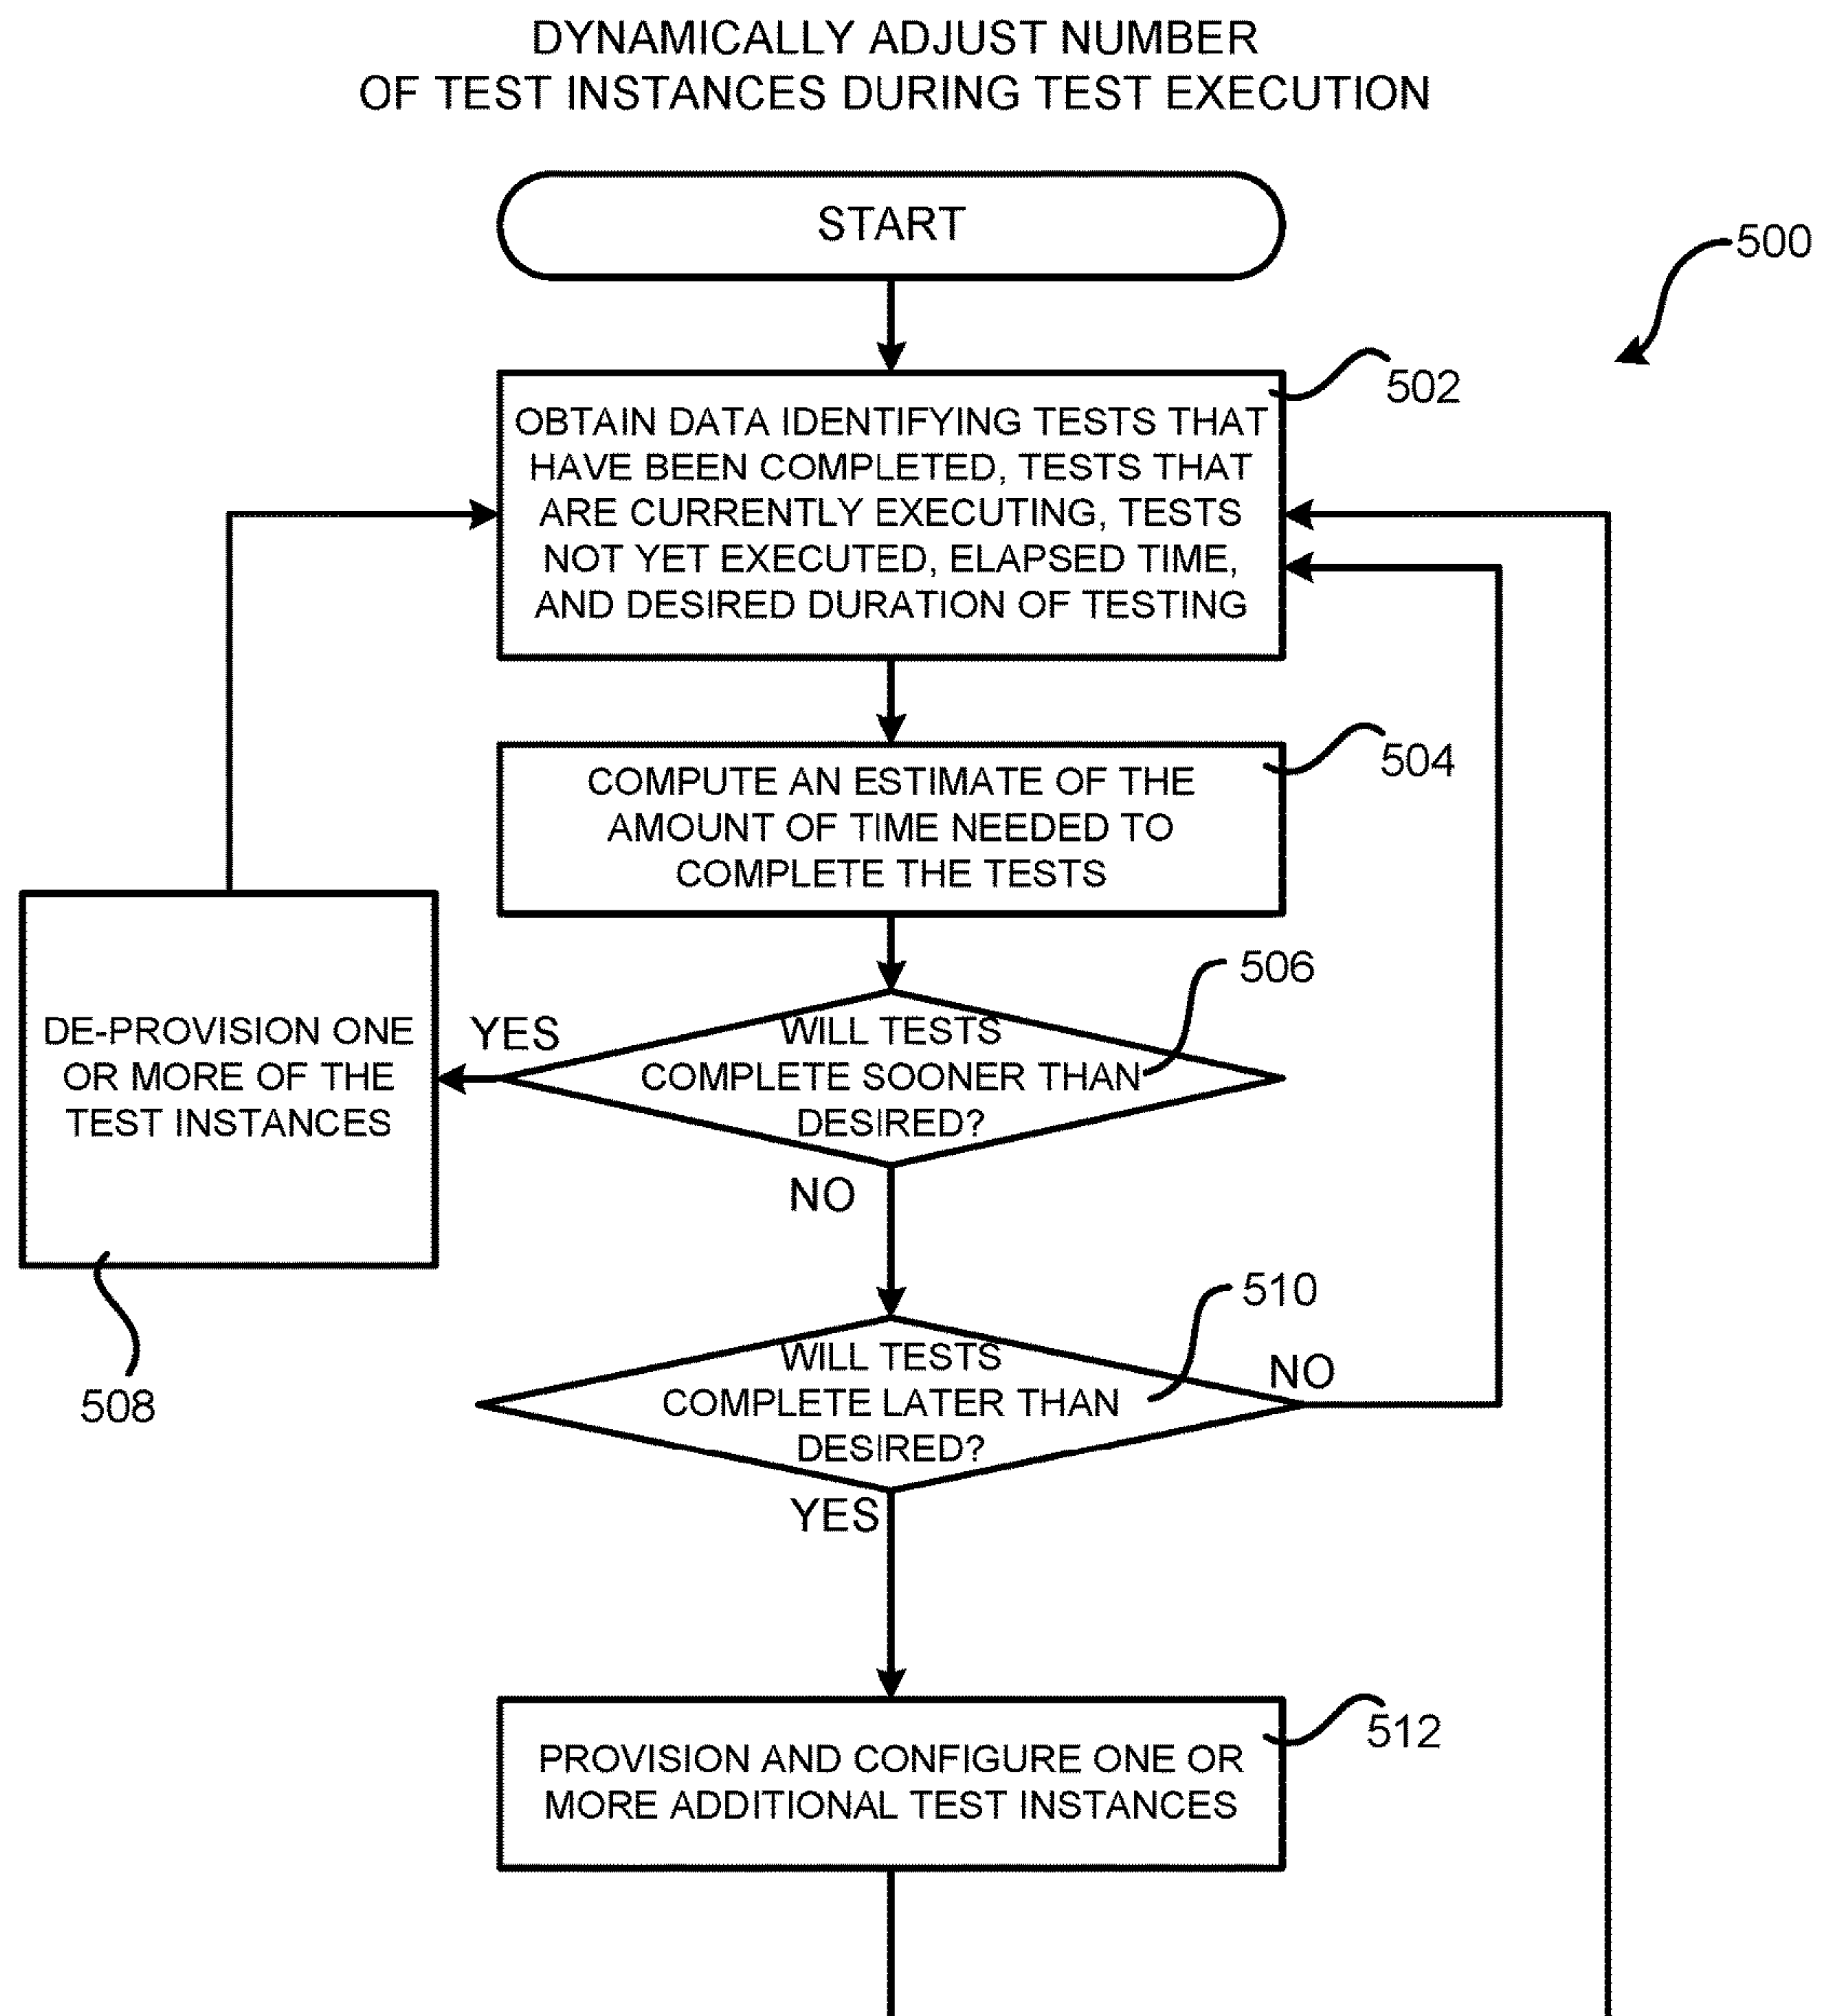 DYNAMICALLY ADJUST NUMBER
OF TEST INSTANCES DURING TEST EXECUTION
START
500
502
OBTAIN DATA IDENTIFYING TESTS THAT
HAVE BEEN COMPLETED, TESTS THAT
ARE CURRENTLY EXECUTING, TESTS
NOT YET EXECUTED, ELAPSED TIME,
AND DESIRED DURATION OF TESTING
504
COMPUTE AN ESTIMATE OF THE
AMOUNT OF TIME NEEDED TO
COMPLETE THE TESTS
506
WILL TESTS
COMPLETE SOONER THAN
DESIRED?
YES
DE-PROVISION ONE
OR MORE OF THE
TEST INSTANCES
508
NO
510
WILL TESTS
COMPLETE LATER THAN
DESIRED?
NO
YES
512
PROVISION AND CONFIGURE ONE OR
MORE ADDITIONAL TEST INSTANCES